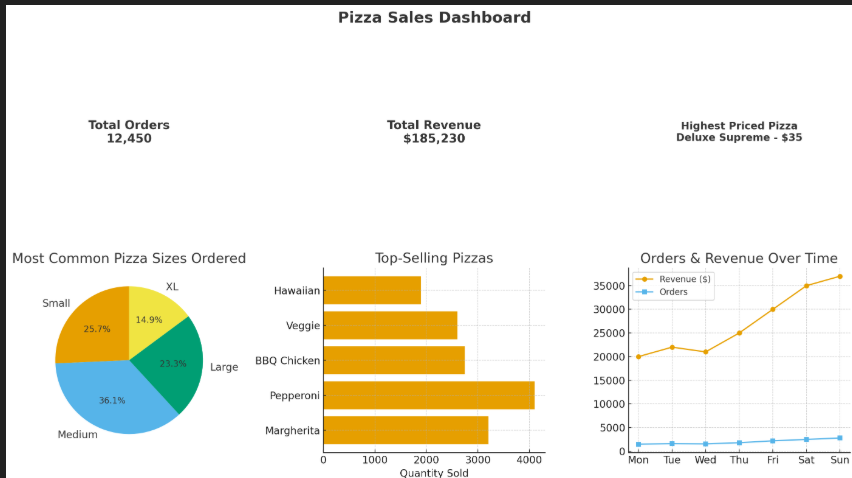 Pizza Sales Dashboard
Total Orders
12,450
Total Revenue
$185,230
Highest Priced Pizza
Deluxe Supreme - $35
Most Common Pizza Sizes Ordered
XL
Small
14.9%
25.7%
23.3%
Large
36.1%
Medium
Top-Selling Pizzas
Hawaiian
Veggie
BBQ Chicken
Pepperoni
Margherita
0 1000 2000 3000 4000
Quantity Sold
Orders & Revenue Over Time
Revenue ($)
Orders
35000
30000
25000
20000
15000
10000
5000
0
Mon Tue Wed Thu Fri Sat Sun